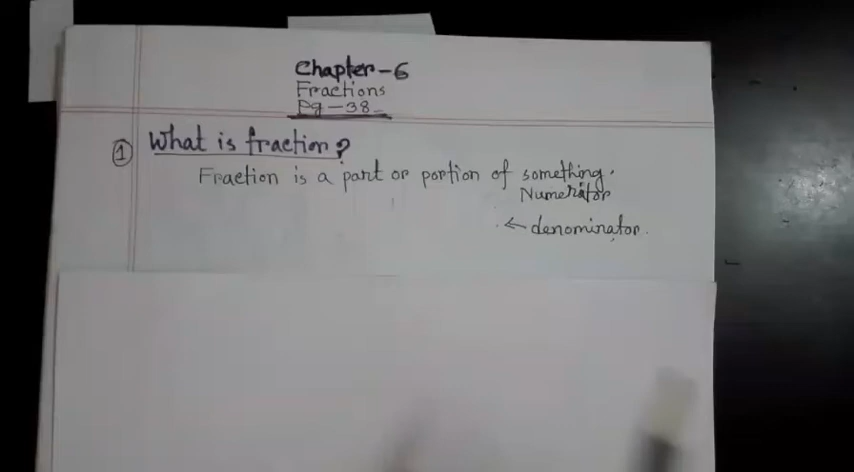 Chapter-6
Fractions
Pg-38
① What is fraction?
Fraction is a part or portion of something.
Numerator
← denominator.